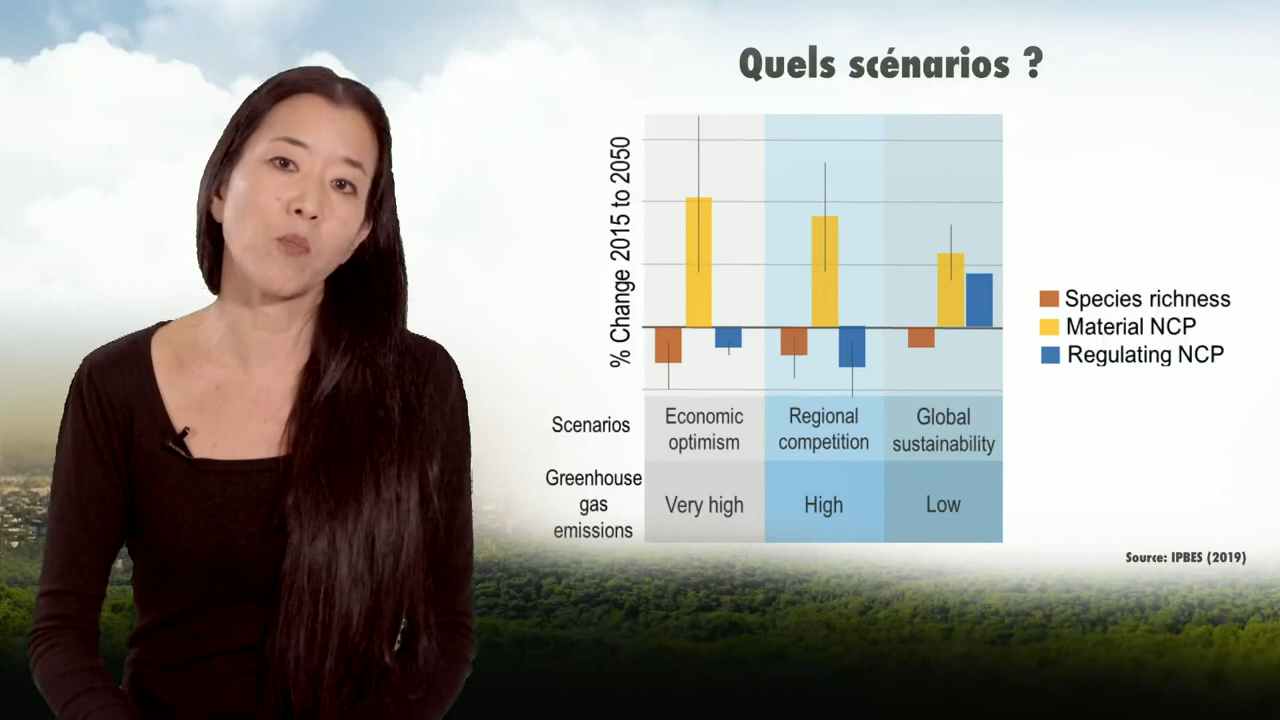 Quels scénarios ?
% Change 2015 to 2050
Species richness
Material NCP
Regulating NCP
Scenarios
Economic
optimism
Regional
competition
Global
sustainability
Greenhouse
gas
emissions
Very high
High
Low
Source: IPBES (2019)